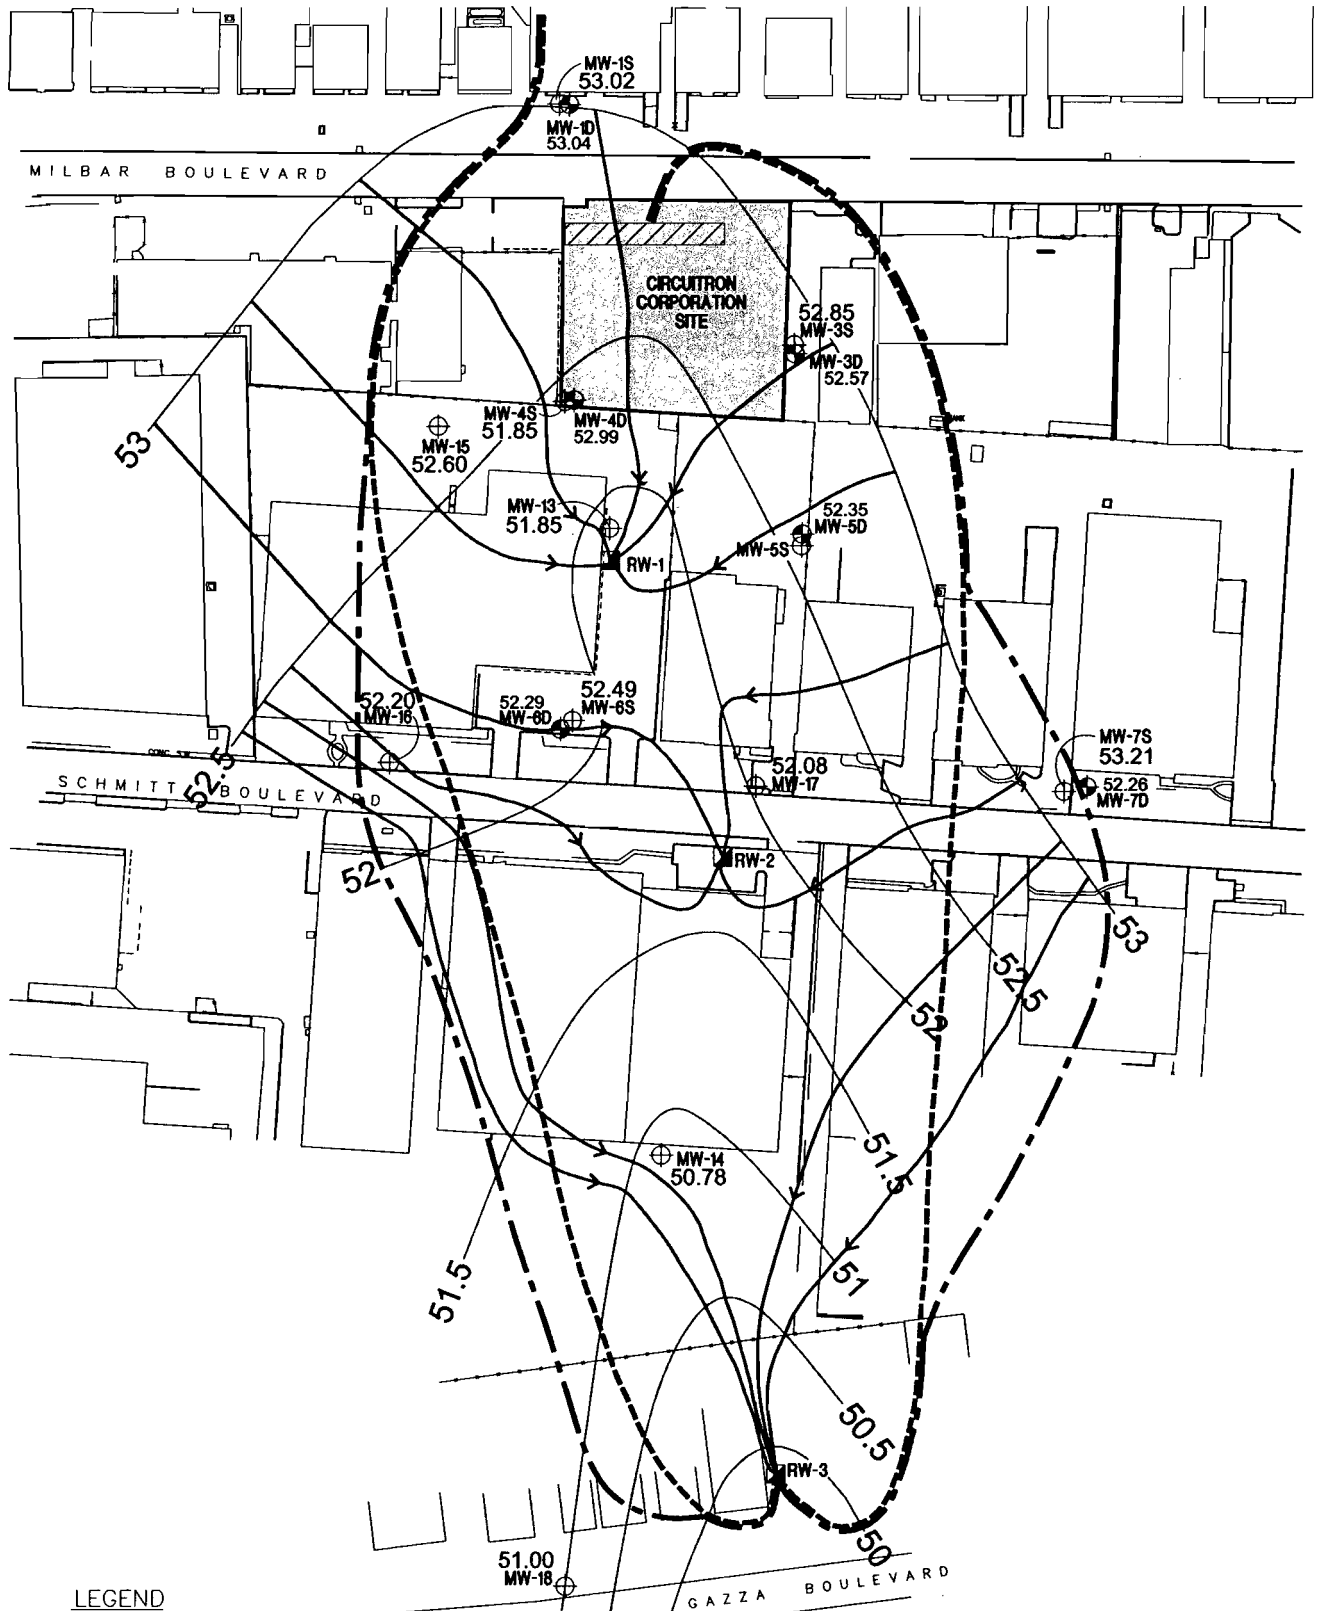 MW-1S
53.02
MW-1D
53.04
MILBAR BOULEVARD
CIRCUITRON
CORPORATION
SITE
52.85
MW-3S
MW-3D
52.57
MW-4S
51.85
MW-4D
52.99
MW-15
52.60
53
MW-13
51.85
52.35
MW-5D
MW-5S
RW-1
52.20
MW-16
52.29
MW-6D
52.49
MW-6S
MW-7S
53.21
52.26
MW-7D
52.08
MW-17
52.5
CONC. S.W.
SCHMITT BOULEVARD
52
RW-2
53
52.5
52
51.5
MW-14
50.78
51.5
51
50.5
RW-3
50
51.00
MW-18
GAZZA BOULEVARD
LEGEND